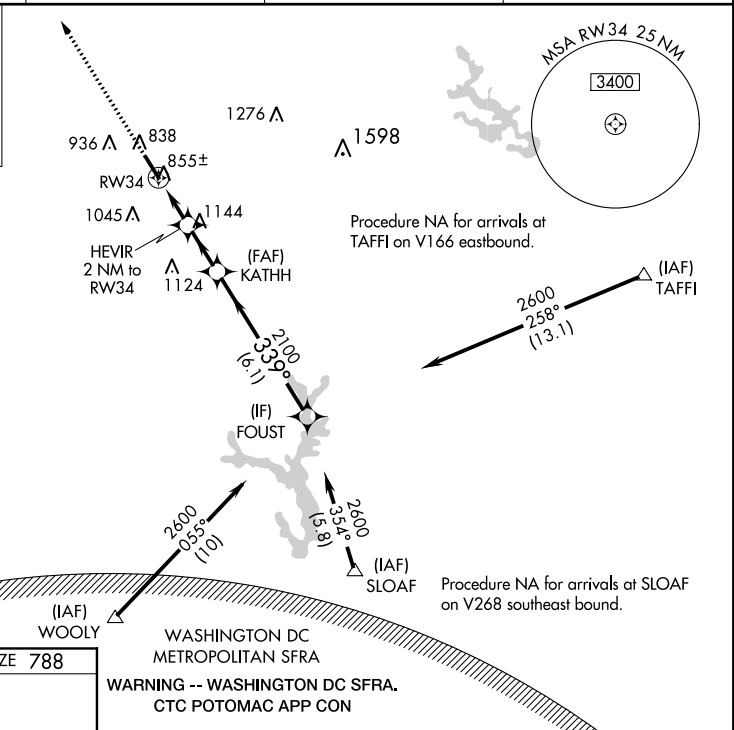 MSA RW34 25 NM
3400
1276
1598
936
838
855±
RW34
1045
1144
HEVIR
2 NM to
RW34
1124
(FAF)
KATHH
Procedure NA for arrivals at
TAFFI on V166 eastbound.
(IAF)
TAFFI
2600
258°
(13.1)
2100
339°
(6.1)
(IF)
FOUST
2600
055°
(10)
2600
354°
(5.8)
(IAF)
SLOAF
Procedure NA for arrivals at SLOAF
on V268 southeast bound.
(IAF)
WOOLY
WASHINGTON DC
METROPOLITAN SFRA
ZE 788
WARNING -- WASHINGTON DC SFRA.
CTC POTOMAC APP CON